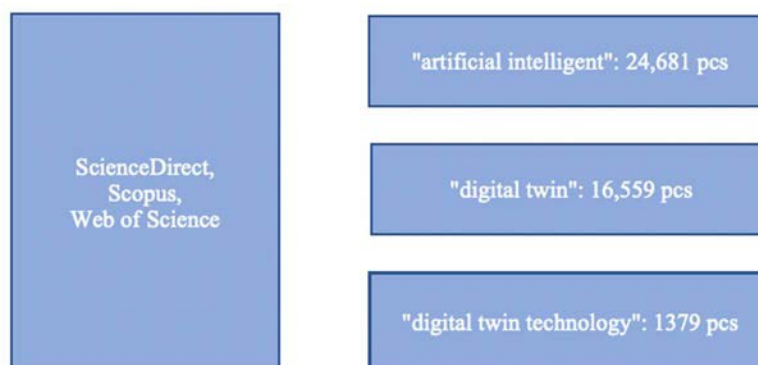 ScienceDirect,
Scopus,
Web of Science
"artificial intelligent": 24,681 pcs
"digital twin": 16,559 pcs
"digital twin technology": 1379 pcs